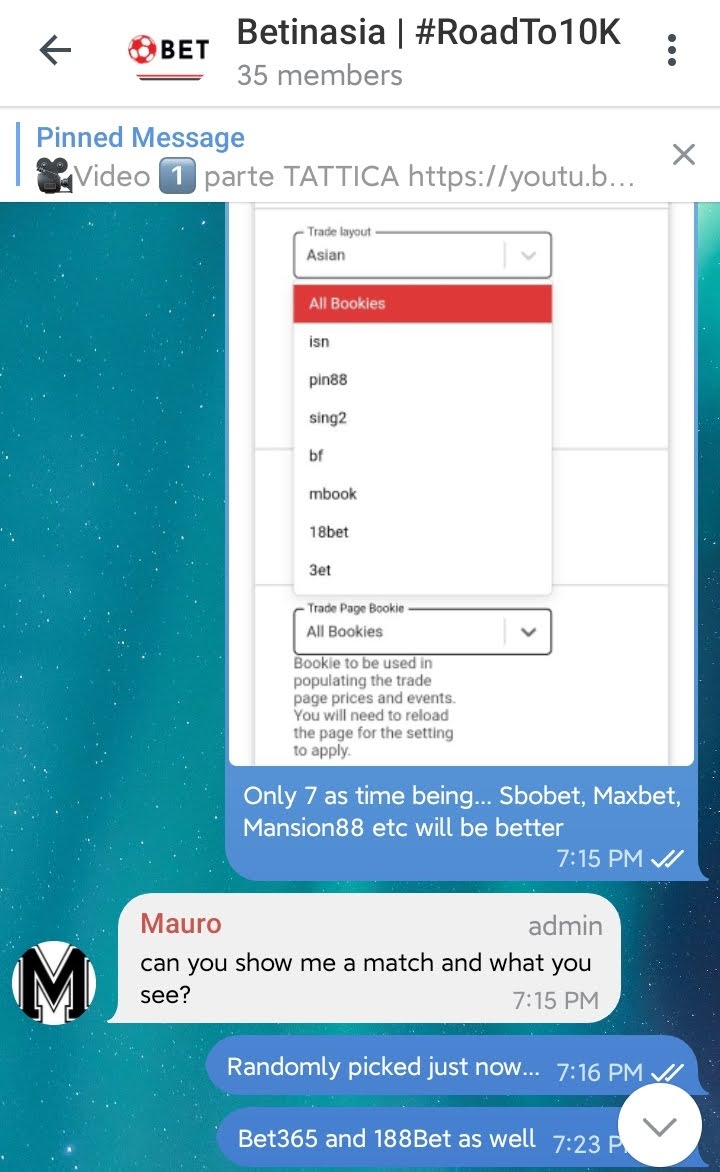 BET
Betinasia | #RoadTo10K
35 members
Pinned Message
🎥Video 1️⃣ parte TATTICA https://youtu.b...
Trade layout
Asian
All Bookies
isn
pin88
sing2
bf
mbook
18bet
3et
Trade Page Bookie
All Bookies
Bookie to be used in
populating the trade
page prices and events.
You will need to reload
the page for the setting
to apply.
Only 7 as time being... Sbobet, Maxbet,
Mansion88 etc will be better
7:15 PM
Mauro admin
M
can you show me a match and what you
see? 7:15 PM
Randomly picked just now... 7:16 PM
Bet365 and 188Bet as well 7:23 P